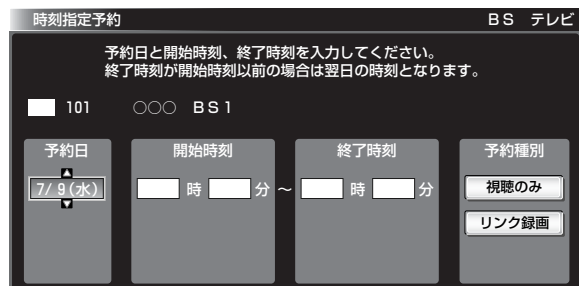 時刻指定予約 BS テレビ
予約日と開始時刻、終了時刻を入力してください。
終了時刻が開始時刻以前の場合は翌日の時刻となります。
101 ○○○ BS1
予約日 開始時刻 終了時刻 予約種別
7/ 9(水) 時 分 ～ 時 分 視聴のみ
リンク録画